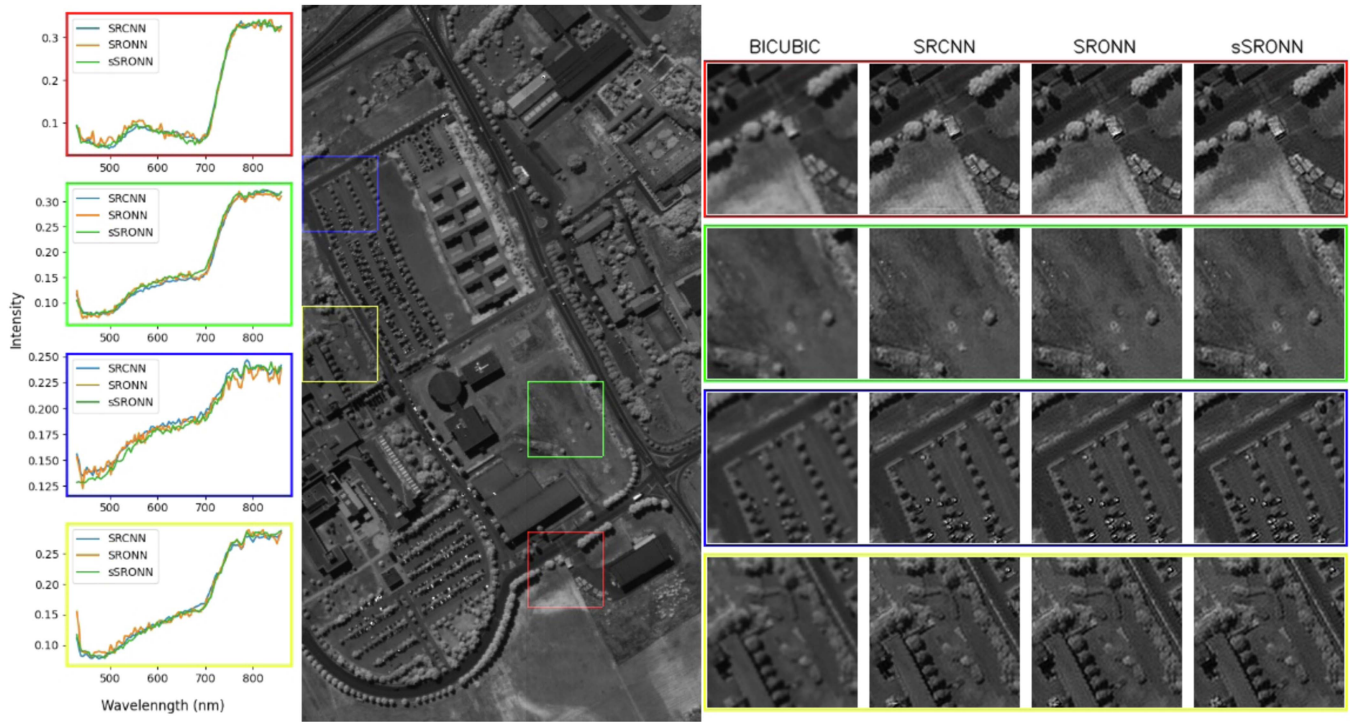 Intensity
SRCNN
SRONN
sSRONN
0.3
0.2
0.1
500 600 700 800
SRCNN
SRONN
sSRONN
0.30
0.25
0.20
0.15
0.10
500 600 700 800
SRCNN
SRONN
sSRONN
0.250
0.225
0.200
0.175
0.150
0.125
500 600 700 800
SRCNN
SRONN
sSRONN
0.25
0.20
0.15
0.10
500 600 700 800
Wavelenngth (nm)
BICUBIC SRCNN SRONN sSRONN